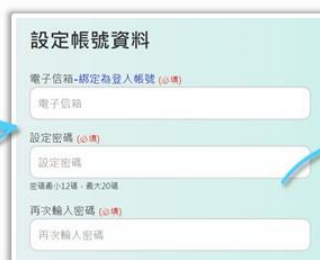 設定帳號資料
電子信箱-綁定為登入帳號 (必填)
電子信箱
設定密碼 (必填)
設定密碼
密碼最小12碼，最大20碼
再次輸入密碼 (必填)
再次輸入密碼